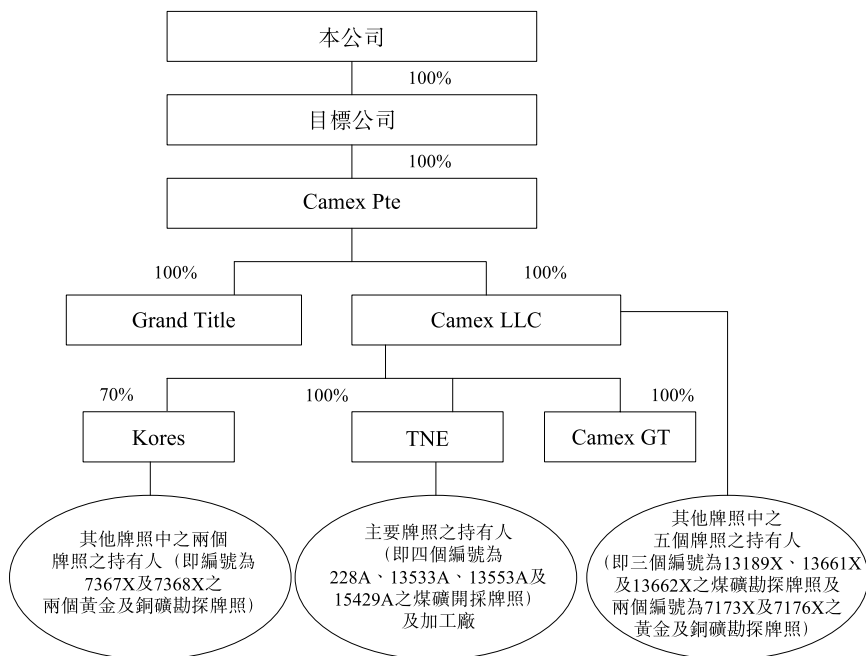 本公司
100%
目標公司
100%
Camex Pte
100%
100%
Grand Title
Camex LLC
70%
100%
100%
Kores
TNE
Camex GT
其他牌照中之兩個
牌照之持有人（即編號為
7367X及7368X之
兩個黃金及銅礦勘探牌照）
主要牌照之持有人
（即四個編號為
228A、13533A、13553A及
15429A之煤礦開採牌照）
及加工廠
其他牌照中之
五個牌照之持有人
（即三個編號為13189X、13661X
及13662X之煤礦勘探牌照及
兩個編號為7173X及7176X之
黃金及銅礦勘探牌照）